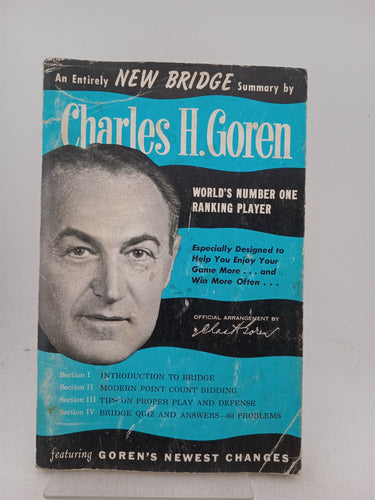 An Entirely NEW BRIDGE Summary by
Charles H. Goren
WORLD'S NUMBER ONE
RANKING PLAYER
Especially Designed to
Help You Enjoy Your
Game More . . . and
Win More Often . . .
OFFICIAL ARRANGEMENT BY
Chas H Goren
Section I INTRODUCTION TO BRIDGE
Section II MODERN POINT COUNT BIDDING
Section III TIPS ON PROPER PLAY AND DEFENSE
Section IV BRIDGE QUIZ AND ANSWERS—60 PROBLEMS
featuring GOREN'S NEWEST CHANGES